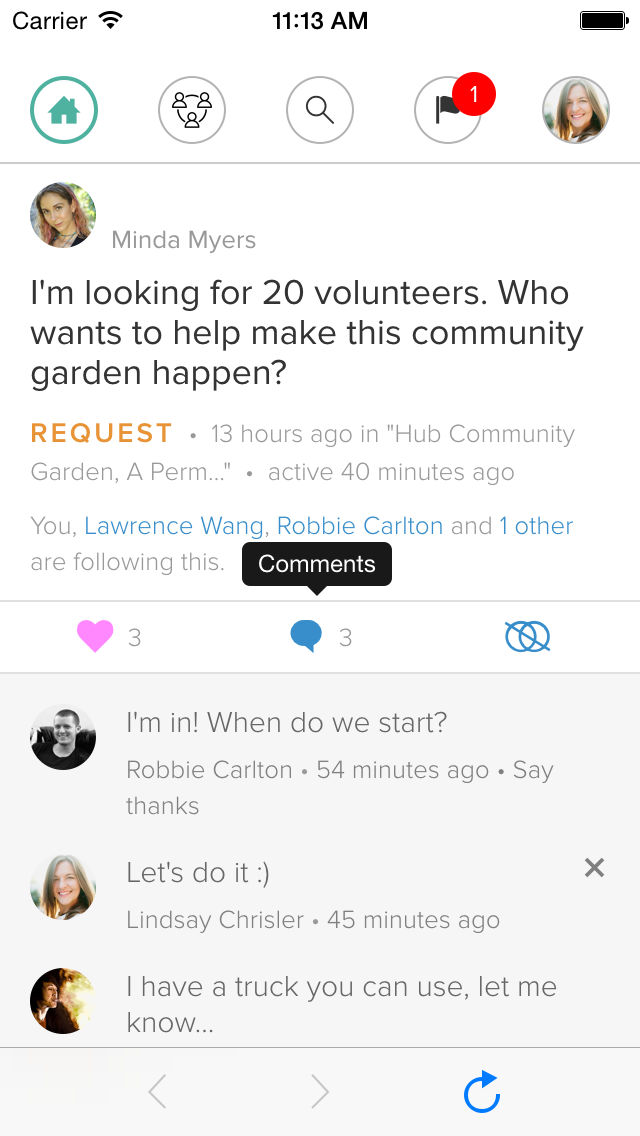 Carrier 11:13 AM
1
Minda Myers
I'm looking for 20 volunteers. Who
wants to help make this community
garden happen?
REQUEST • 13 hours ago in "Hub Community
Garden, A Perm..." • active 40 minutes ago
You, Lawrence Wang, Robbie Carlton and 1 other
are following this.
Comments
3 3
I'm in! When do we start?
Robbie Carlton • 54 minutes ago • Say
thanks
Let's do it :)
Lindsay Chrisler • 45 minutes ago
I have a truck you can use, let me
know...